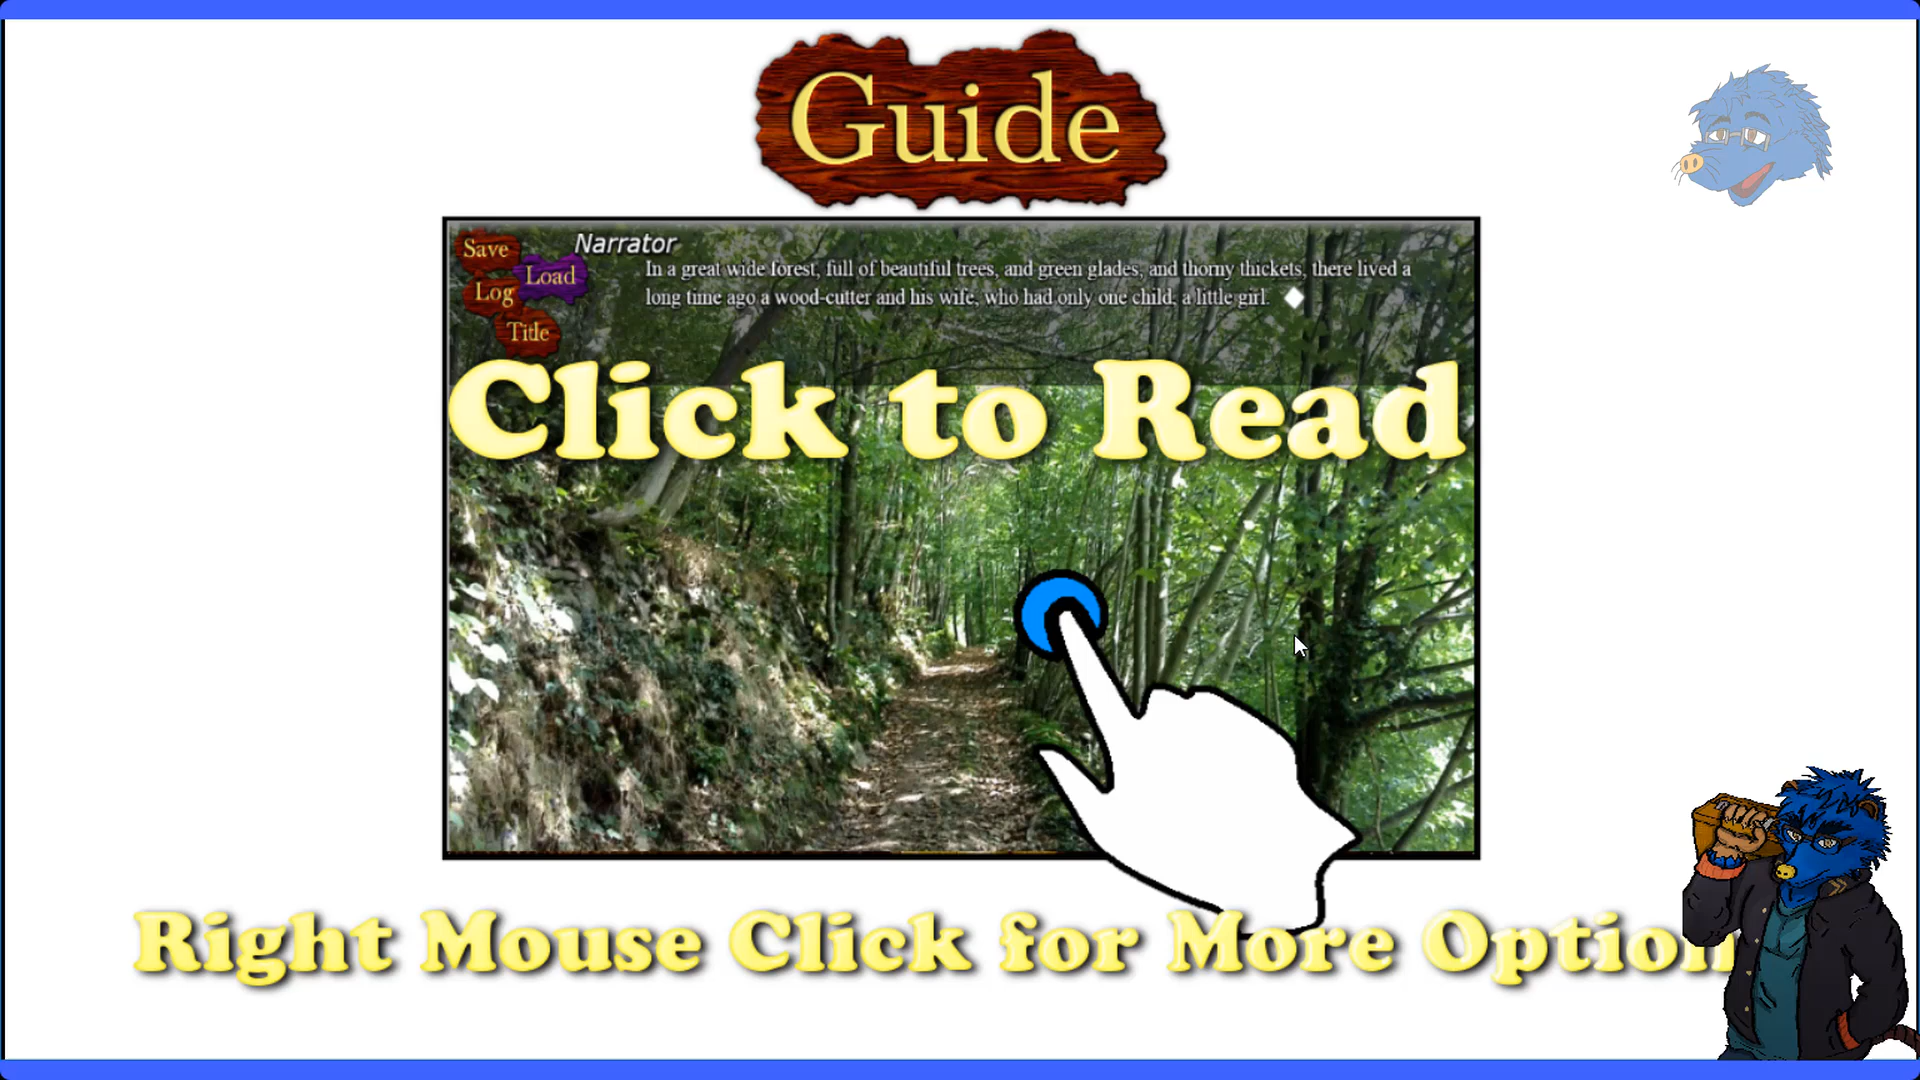 Guide
Save
Load
Log
Title
Narrator
In a great wide forest, full of beautiful trees, and green glades, and thorny thickets, there lived a
long time ago a wood-cutter and his wife, who had only one child, a little girl.
Click to Read
Right Mouse Click for More Option